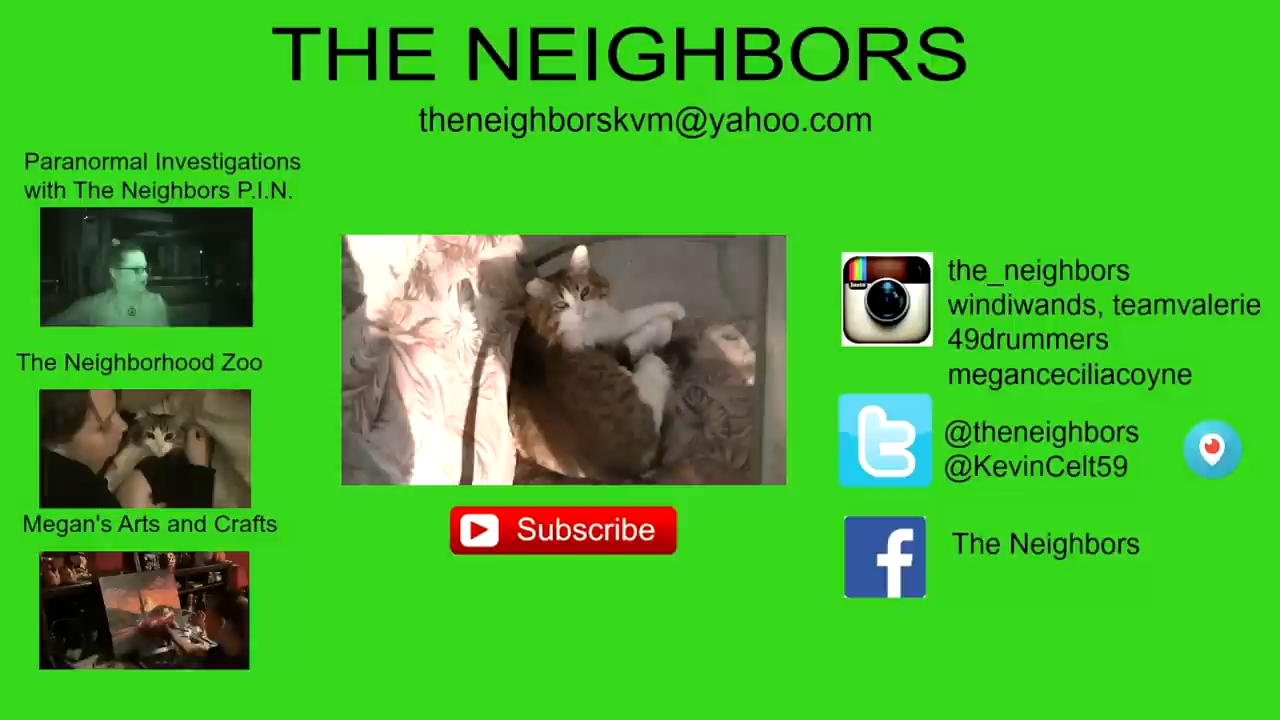 THE NEIGHBORS
theneighborskvm@yahoo.com
Paranormal Investigations
with The Neighbors P.I.N.
The Neighborhood Zoo
Megan's Arts and Crafts
Subscribe
the_neighbors
windiwands, teamvalerie
49drummers
meganceciliacoyne
@theneighbors
@KevinCelt59
The Neighbors